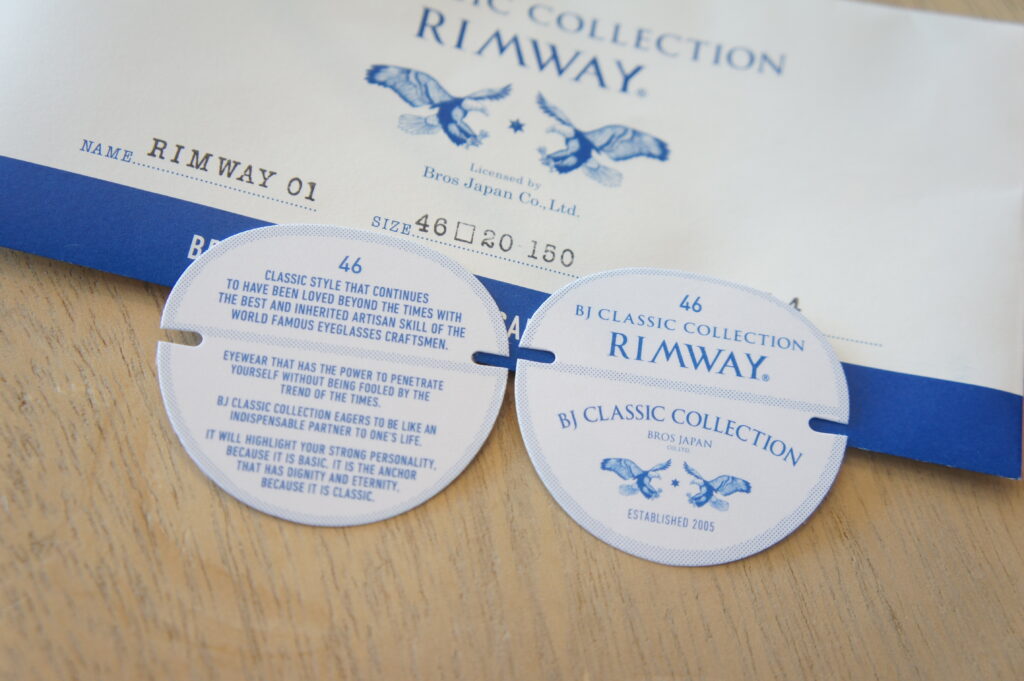 COLLECTION
RIMWAY®
Licensed by
Bros Japan Co.,Ltd.
NAME RIMWAY 01
SIZE 46□20 150
46
CLASSIC STYLE THAT CONTINUES
TO HAVE BEEN LOVED BEYOND THE TIMES WITH
THE BEST AND INHERITED ARTISAN SKILL OF THE
WORLD FAMOUS EYEGLASSES CRAFTSMEN.
EYEWEAR THAT HAS THE POWER TO PENETRATE
YOURSELF WITHOUT BEING FOOLED BY THE
TREND OF THE TIMES.
BJ CLASSIC COLLECTION EAGERS TO BE LIKE AN
INDISPENSABLE PARTNER TO ONE'S LIFE.
IT WILL HIGHLIGHT YOUR STRONG PERSONALITY,
BECAUSE IT IS BASIC. IT IS THE ANCHOR
THAT HAS DIGNITY AND ETERNITY,
BECAUSE IT IS CLASSIC.
46
BJ CLASSIC COLLECTION
RIMWAY®
BJ CLASSIC COLLECTION
BROS JAPAN
CO.,LTD.
ESTABLISHED 2005